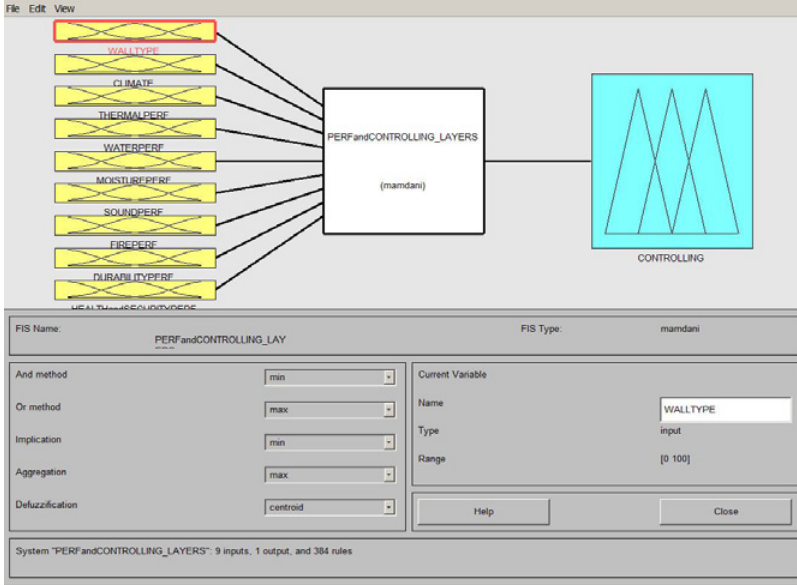 File Edit View
WALLTYPE
CLIMATE
THERMALPERF
WATERPERF
MOISTUREPERF
SOUNDPERF
FIREPERF
DURABILITYPERF
HEALTHandSECURITYPERF
PERFandCONTROLLING_LAYERS
(mamdani)
CONTROLLING
FIS Name: PERFandCONTROLLING_LAY
ERS
FIS Type: mamdani
And method min
Or method max
Implication min
Aggregation max
Defuzzification centroid
Current Variable
Name WALLTYPE
Type input
Range [0 100]
Help Close
System "PERFandCONTROLLING_LAYERS": 9 inputs, 1 output, and 384 rules